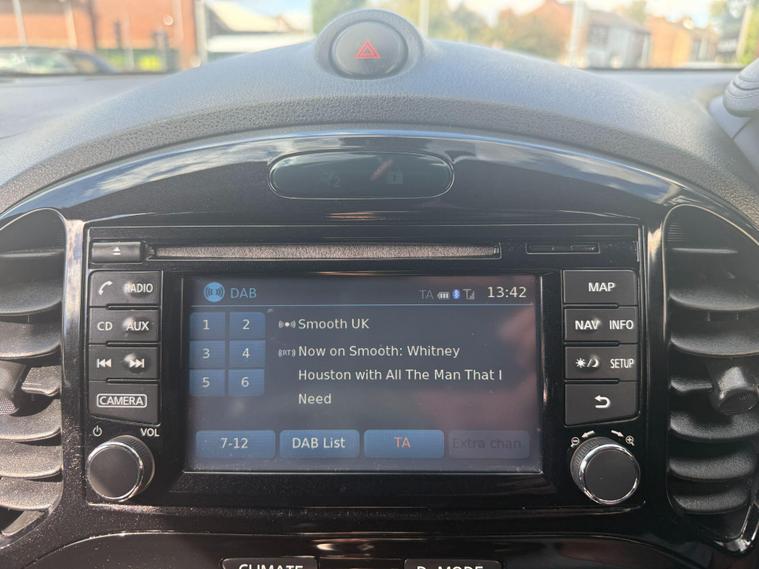 DAB
TA
13:42
RADIO
CD AUX
CAMERA
VOL
MAP
NAV INFO
SETUP
1 2
3 4
5 6
Smooth UK
Now on Smooth: Whitney
Houston with All The Man That I
Need
7-12
DAB List
TA
Extra chan.
CLIMATE
D-MODE